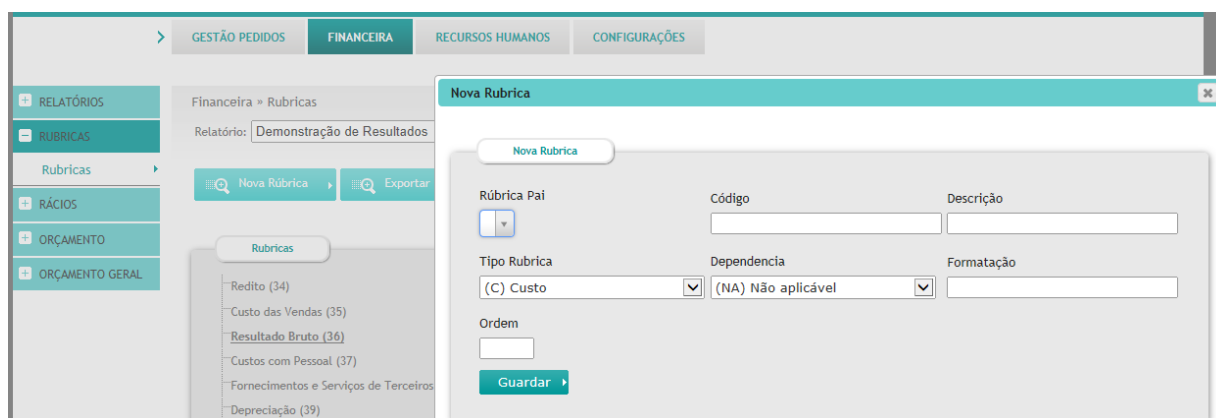 GESTÃO PEDIDOS FINANCEIRA RECURSOS HUMANOS CONFIGURAÇÕES
RELATÓRIOS
RUBRICAS
Rubricas
RÁCIOS
ORÇAMENTO
ORÇAMENTO GERAL
Financeira » Rubricas
Relatório: Demonstração de Resultados
Nova Rúbrica Exportar
Rubricas
Redito (34)
Custo das Vendas (35)
Resultado Bruto (36)
Custos com Pessoal (37)
Fornecimentos e Serviços de Terceiros
Depreciação (39)
Nova Rubrica
Nova Rubrica
Rúbrica Pai Código Descrição
Tipo Rubrica Dependencia Formatação
(C) Custo (NA) Não aplicável
Ordem
Guardar